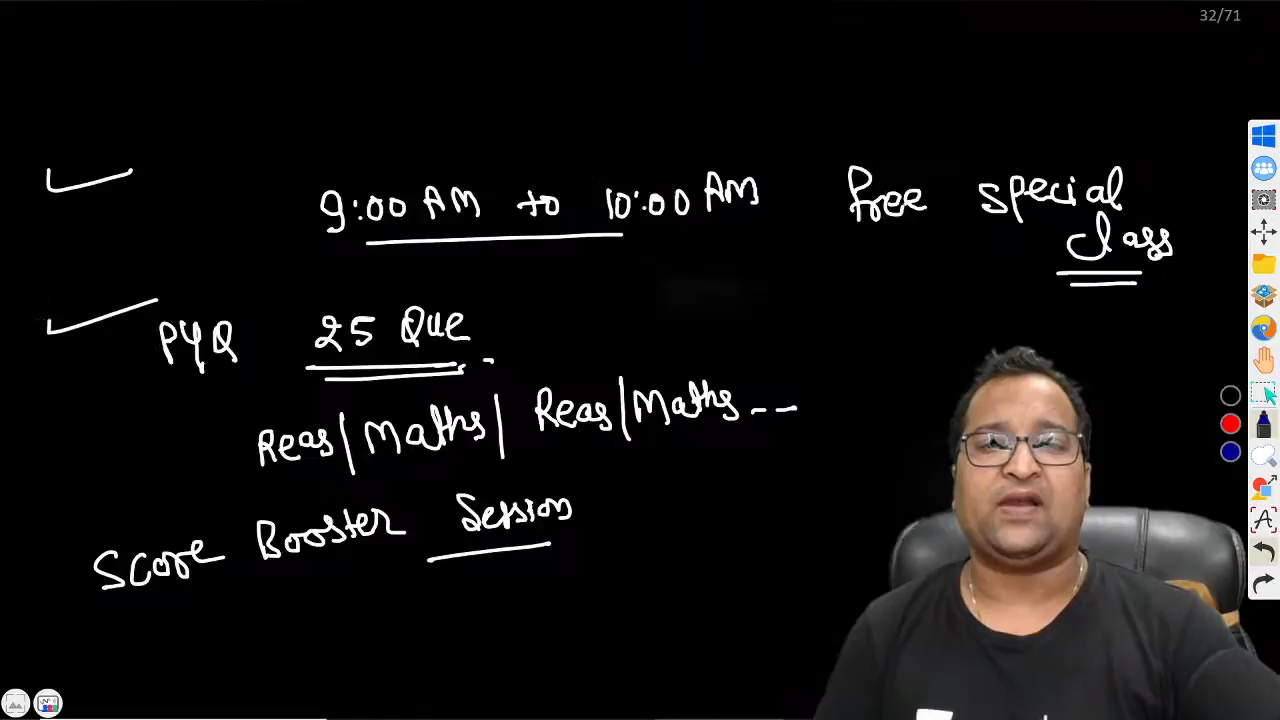 32/71
9:00 AM to 10:00 AM free special
class
PYQ 25 Que
Reas/Maths/ Reas/Maths--
Score Booster Session